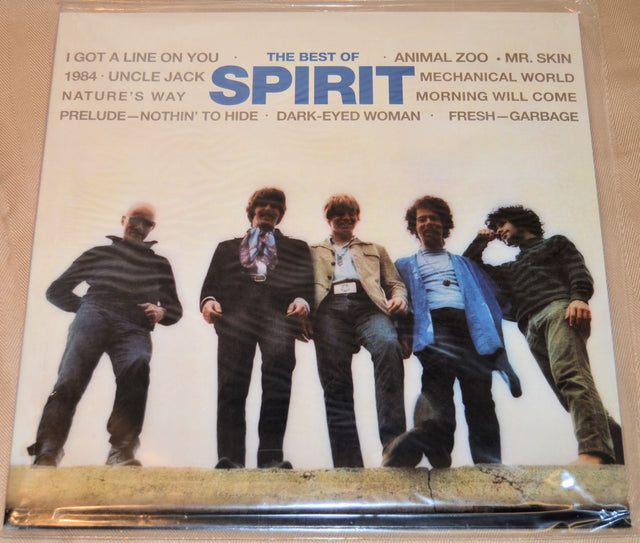 I GOT A LINE ON YOU · THE BEST OF · ANIMAL ZOO • MR. SKIN
1984 · UNCLE JACK SPIRIT MECHANICAL WORLD
NATURE'S WAY MORNING WILL COME
PRELUDE—NOTHIN' TO HIDE · DARK-EYED WOMAN · FRESH—GARBAGE